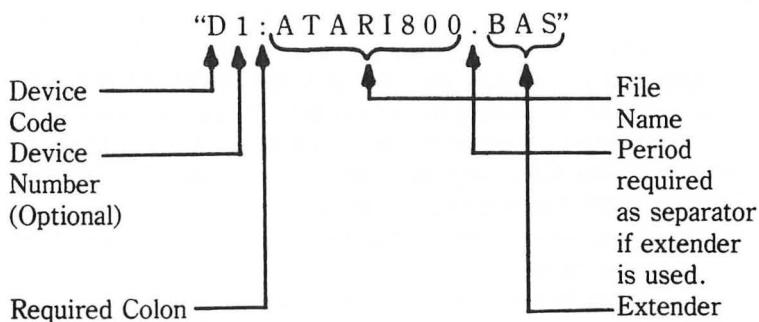 “D1:ATARI800.BAS”
Device
Code
Device
Number
(Optional)
Required Colon
File
Name
Period
required
as separator
if extender
is used.
Extender